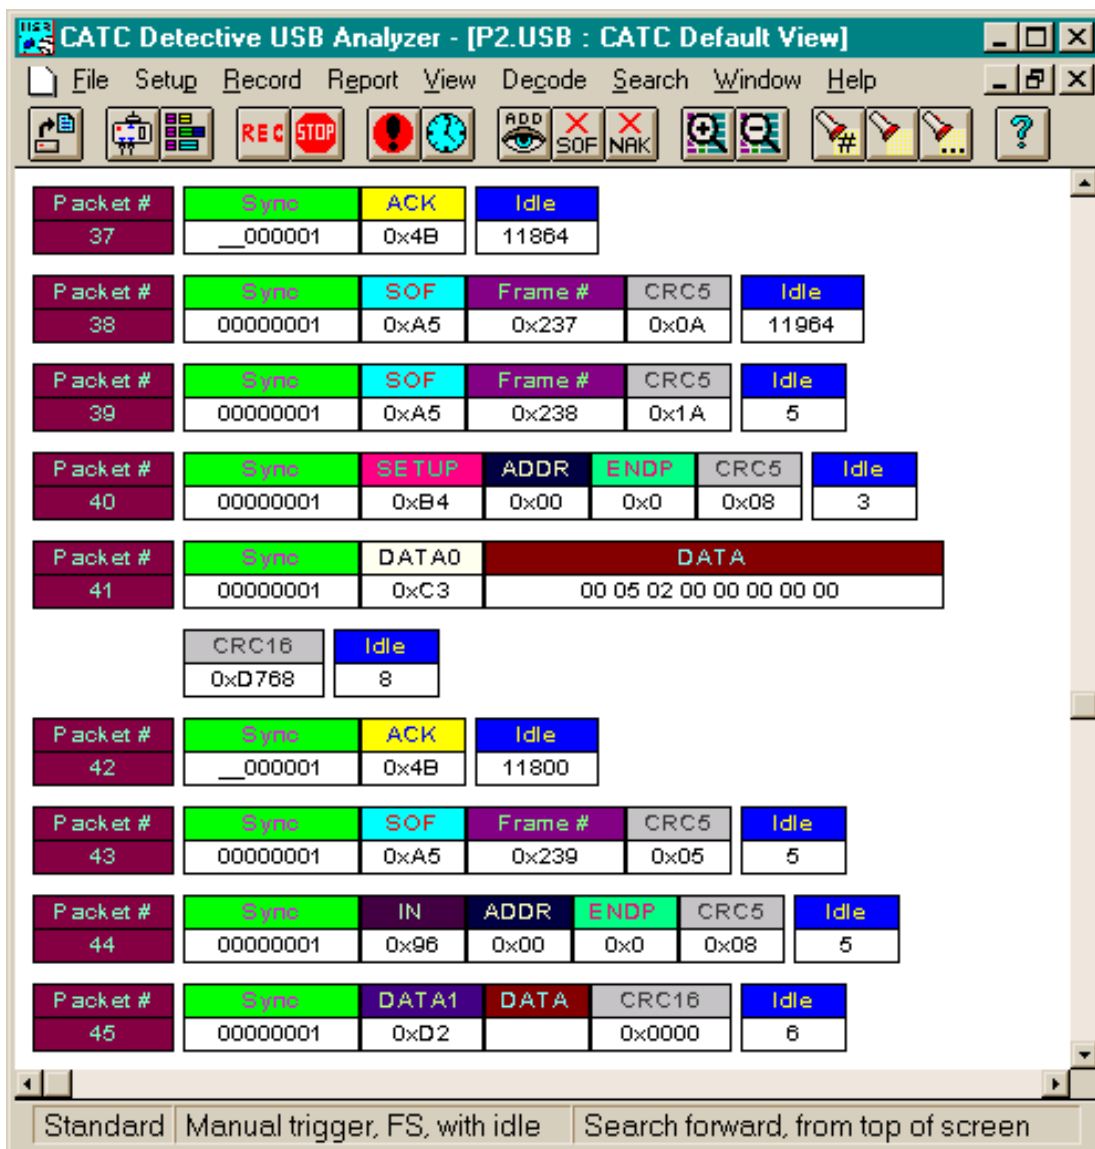 USB CATC Detective USB Analyzer - [P2.USB : CATC Default View]
File Setup Record Report View Decode Search Window Help
REC STOP ADD SOF NAK # ... ?
Packet # Sync ACK Idle
37 __000001 0x4B 11864
Packet # Sync SOF Frame # CRC5 Idle
38 00000001 0xA5 0x237 0x0A 11964
Packet # Sync SOF Frame # CRC5 Idle
39 00000001 0xA5 0x238 0x1A 5
Packet # Sync SETUP ADDR ENDP CRC5 Idle
40 00000001 0xB4 0x00 0x0 0x08 3
Packet # Sync DATA0 DATA
41 00000001 0xC3 00 05 02 00 00 00 00 00
CRC16 Idle
0xD768 8
Packet # Sync ACK Idle
42 __000001 0x4B 11800
Packet # Sync SOF Frame # CRC5 Idle
43 00000001 0xA5 0x239 0x05 5
Packet # Sync IN ADDR ENDP CRC5 Idle
44 00000001 0x96 0x00 0x0 0x08 5
Packet # Sync DATA1 DATA CRC16 Idle
45 00000001 0xD2 0x0000 6
Standard Manual trigger, FS, with idle Search forward, from top of screen